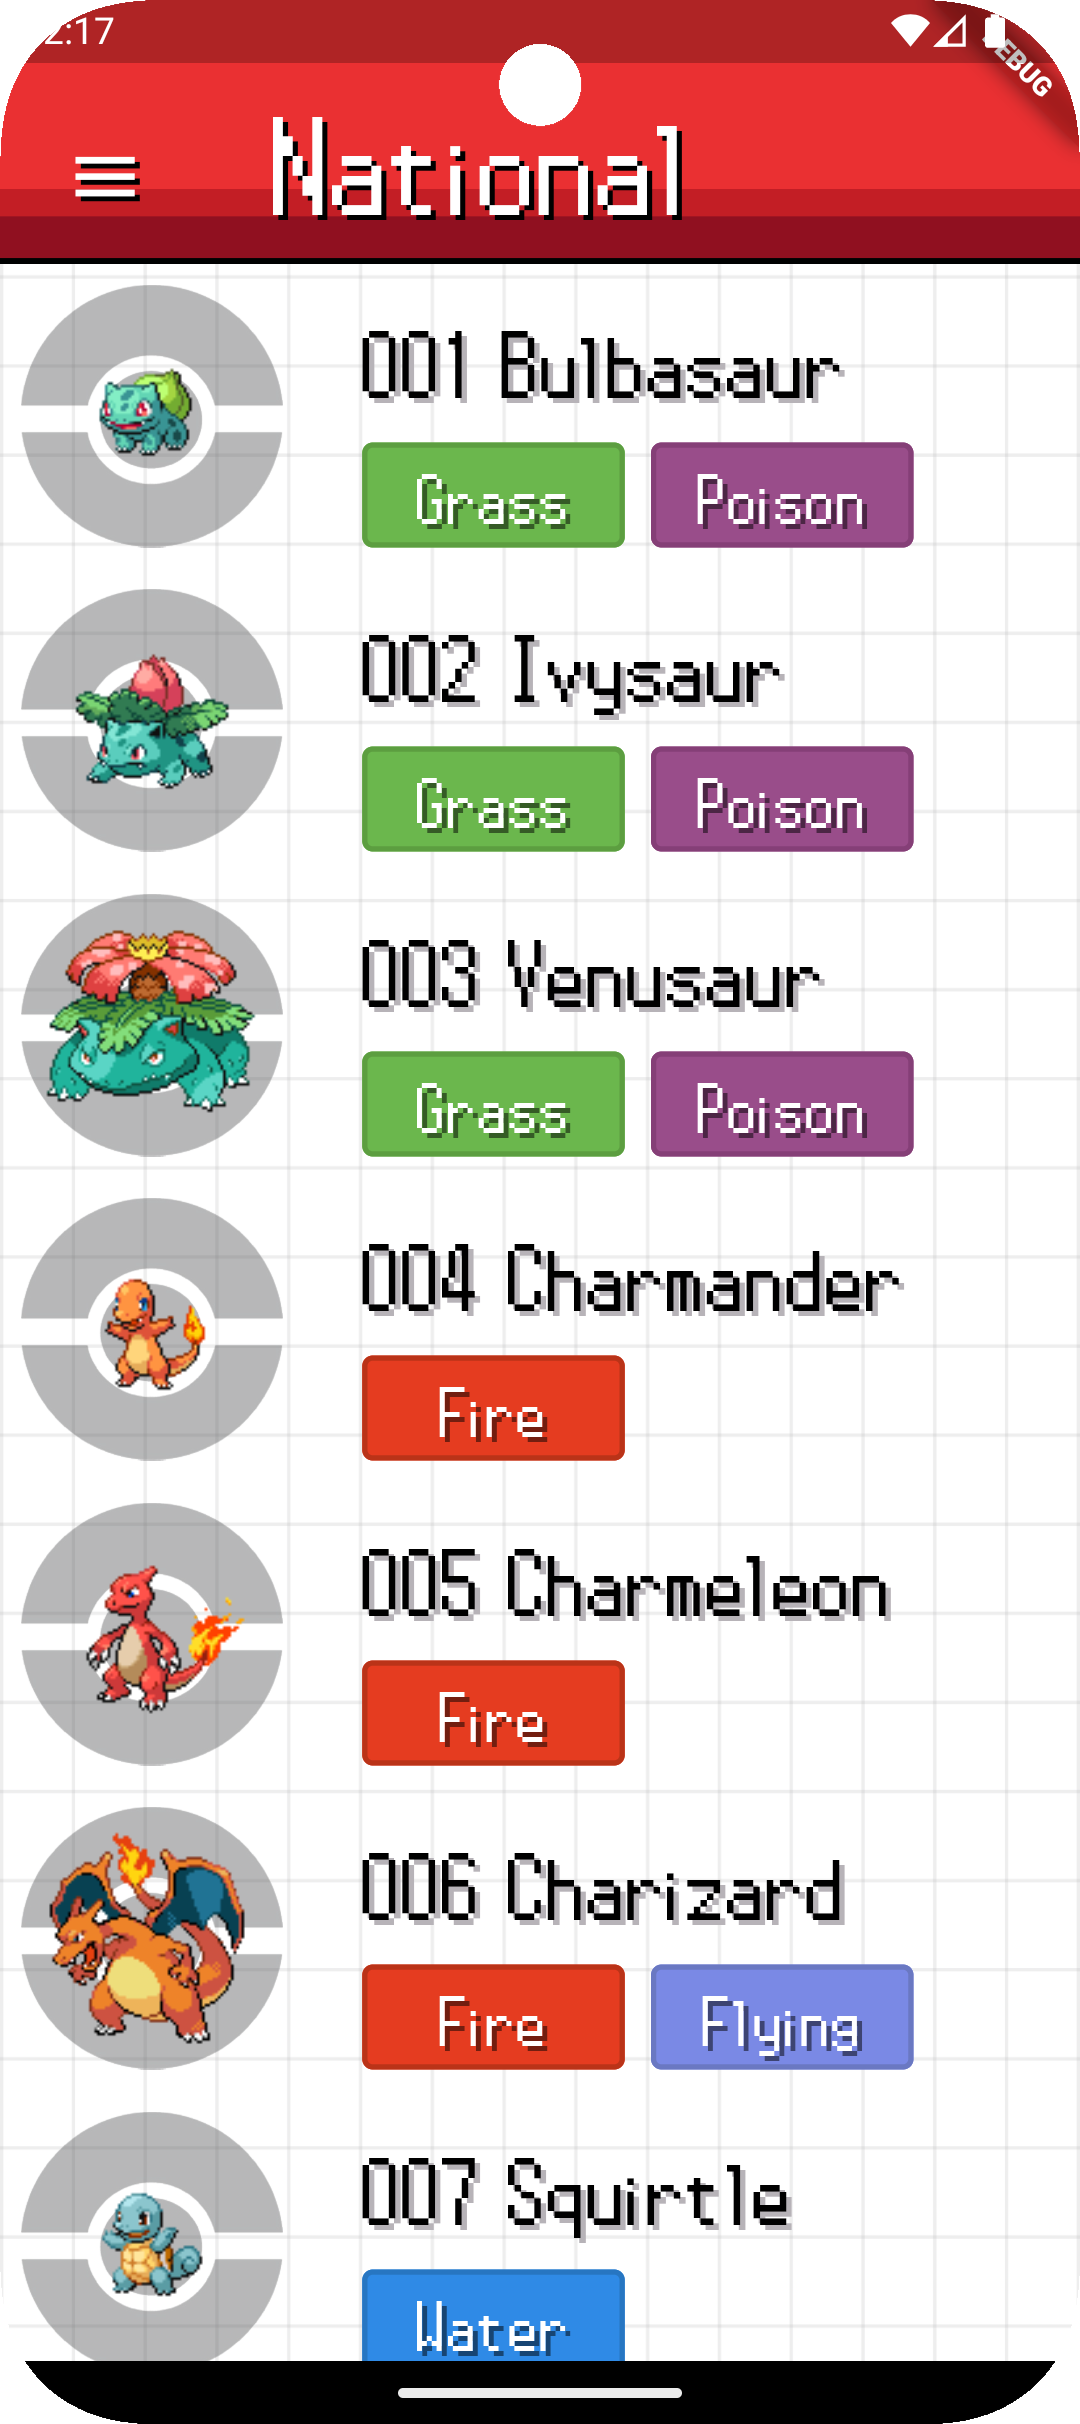 2:17
DEBUG
National
001 Bulbasaur
Grass Poison
002 Ivysaur
Grass Poison
003 Venusaur
Grass Poison
004 Charmander
Fire
005 Charmeleon
Fire
006 Charizard
Fire Flying
007 Squirtle
Water